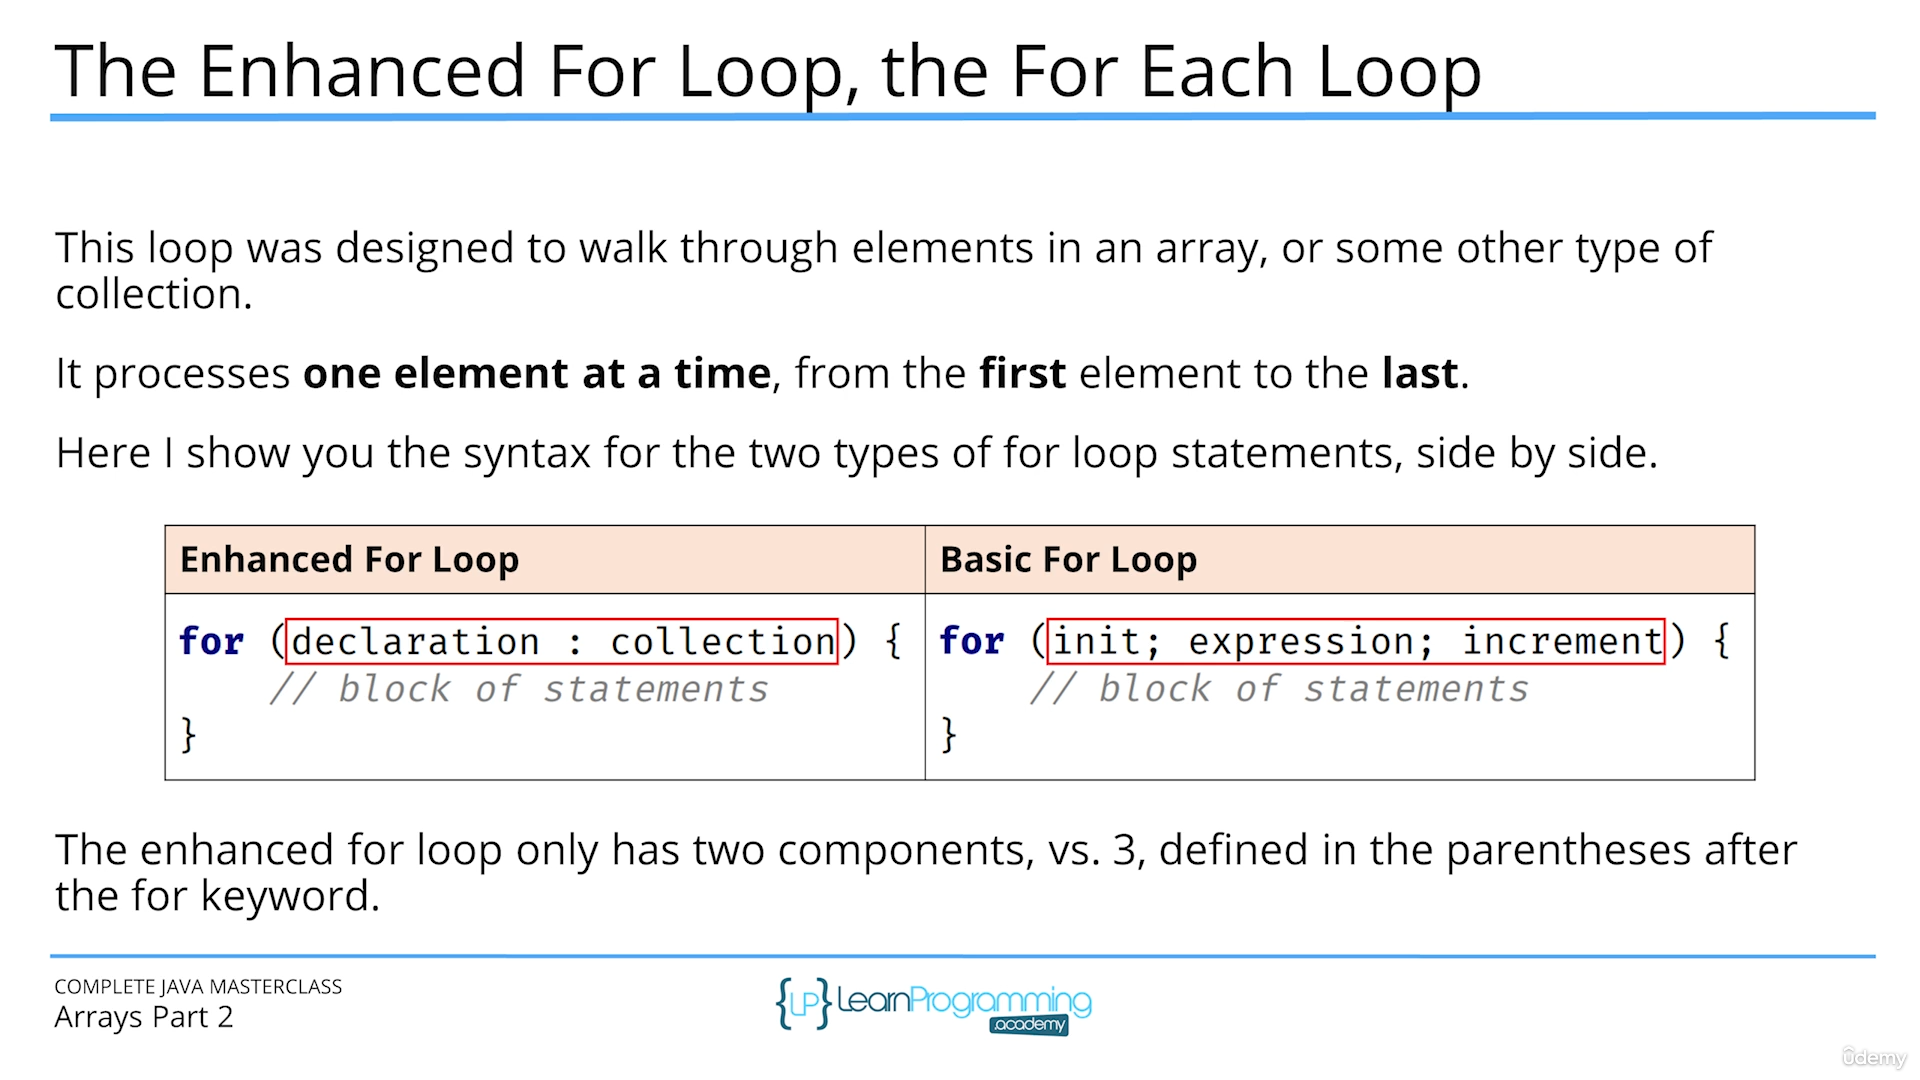 The Enhanced For Loop, the For Each Loop
This loop was designed to walk through elements in an array, or some other type of
collection.
It processes one element at a time, from the first element to the last.
Here I show you the syntax for the two types of for loop statements, side by side.
Enhanced For Loop
for (declaration : collection) {
    // block of statements
}
Basic For Loop
for (init; expression; increment) {
    // block of statements
}
The enhanced for loop only has two components, vs. 3, defined in the parentheses after
the for keyword.
COMPLETE JAVA MASTERCLASS
Arrays Part 2
{LP} LearnProgramming
.academy
ûdemy